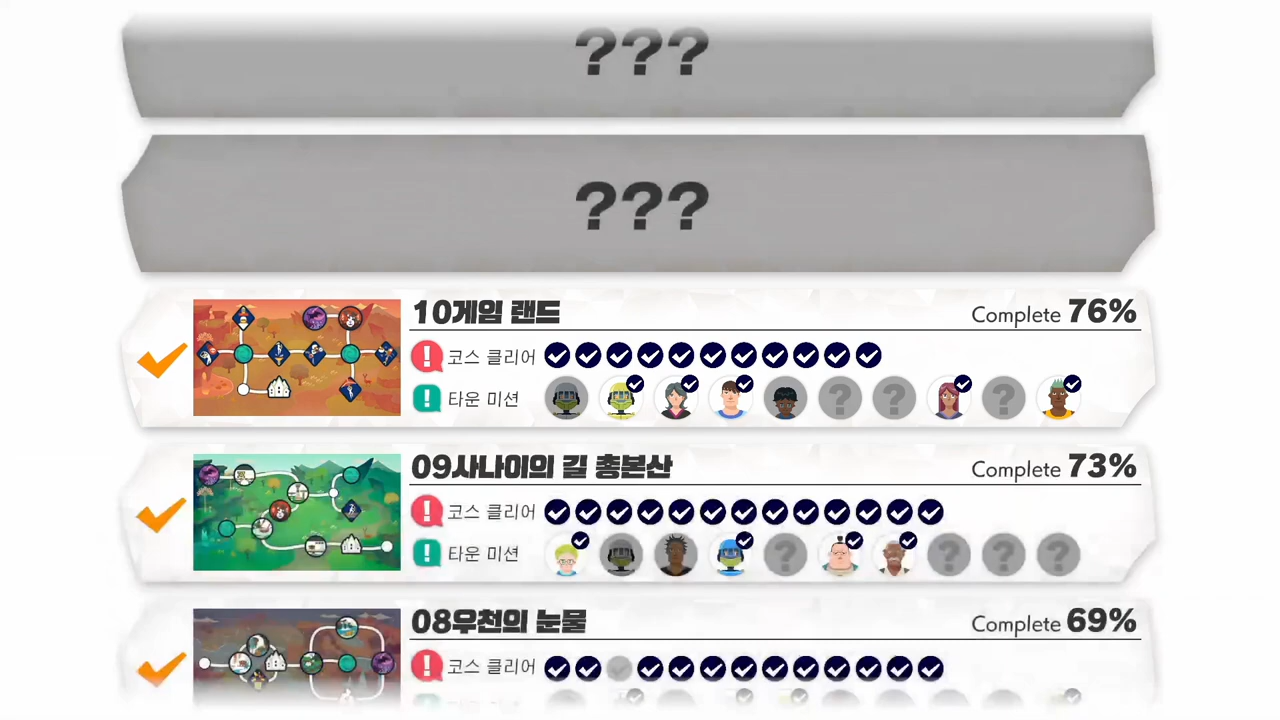 ???
???
10게임 랜드 Complete 76%
! 코스 클리어
! 타운 미션 ? ? ?
09사나이의 길 총본산 Complete 73%
! 코스 클리어
! 타운 미션 ? ? ? ?
08우천의 눈물 Complete 69%
! 코스 클리어